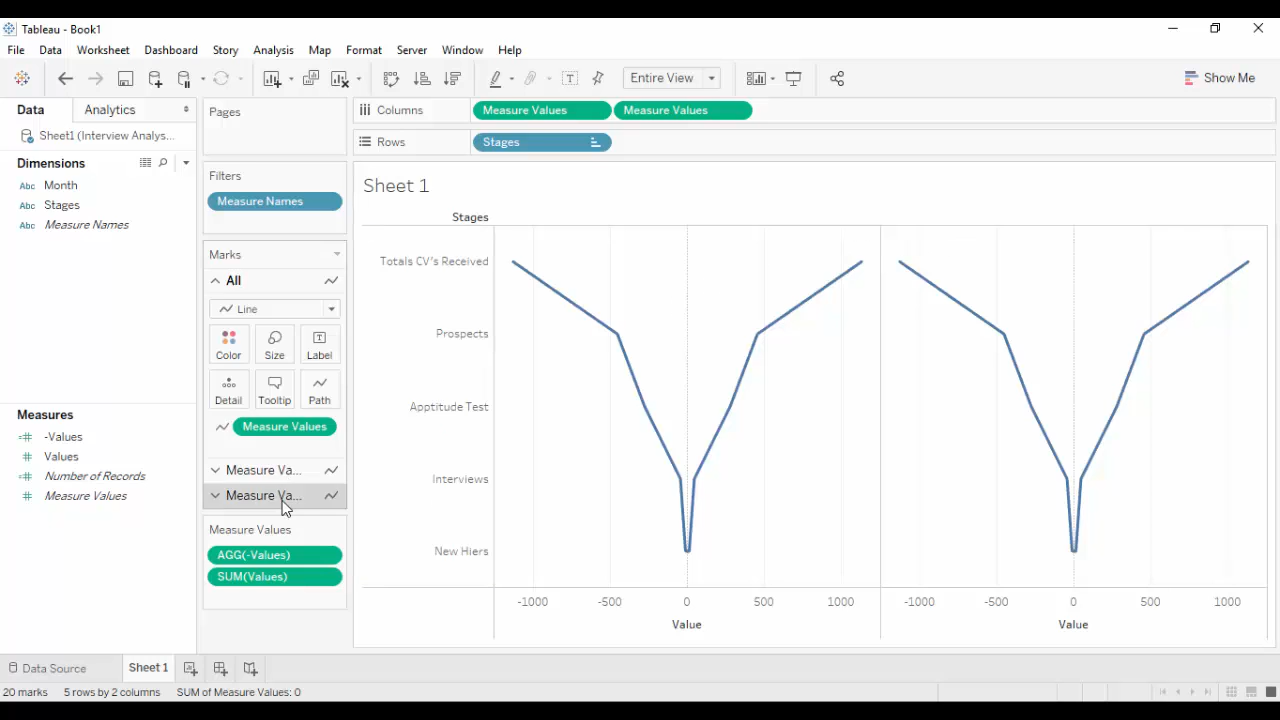 Tableau - Book1
File Data Worksheet Dashboard Story Analysis Map Format Server Window Help
Entire View
Show Me
Data Analytics
Sheet1 (Interview Analys...
Dimensions
Abc Month
Abc Stages
Abc Measure Names
Measures
-Values
Values
Number of Records
Measure Values
Pages
Filters
Measure Names
Marks
All
Line
Color Size Label
Detail Tooltip Path
Measure Values
Measure Va...
Measure Va...
Measure Values
AGG(-Values)
SUM(Values)
Columns Measure Values Measure Values
Rows Stages
Sheet 1
Stages
Totals CV's Received
Prospects
Apptitude Test
Interviews
New Hiers
-1000 -500 0 500 1000 -1000 -500 0 500 1000
Value Value
Data Source Sheet 1
20 marks 5 rows by 2 columns SUM of Measure Values: 0